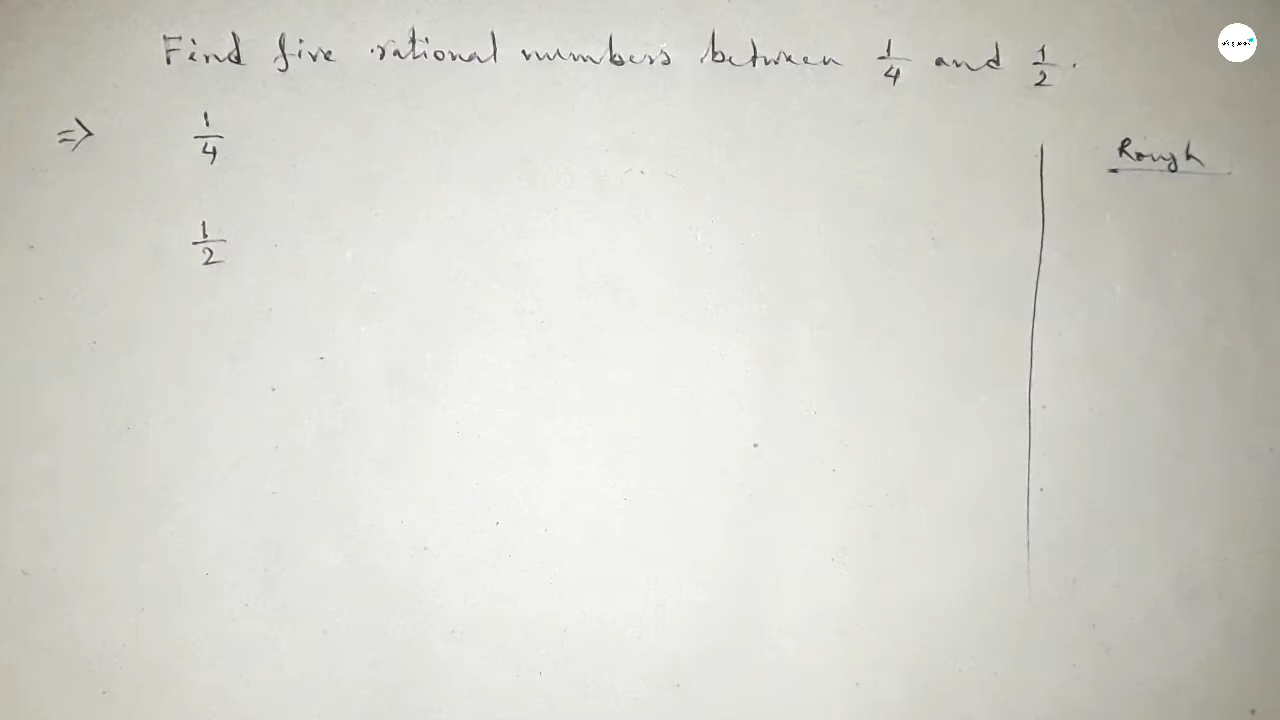 Find five rational numbers between 1/4 and 1/2.
⇒ 1/4
Rough
1/2